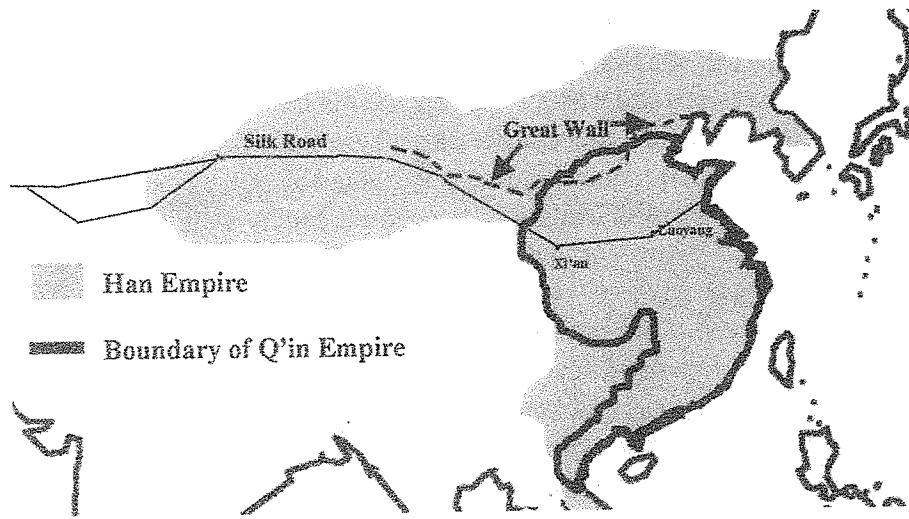 Great Wall
Silk Road
Luoyang
Xi'an
Han Empire
Boundary of Q'in Empire